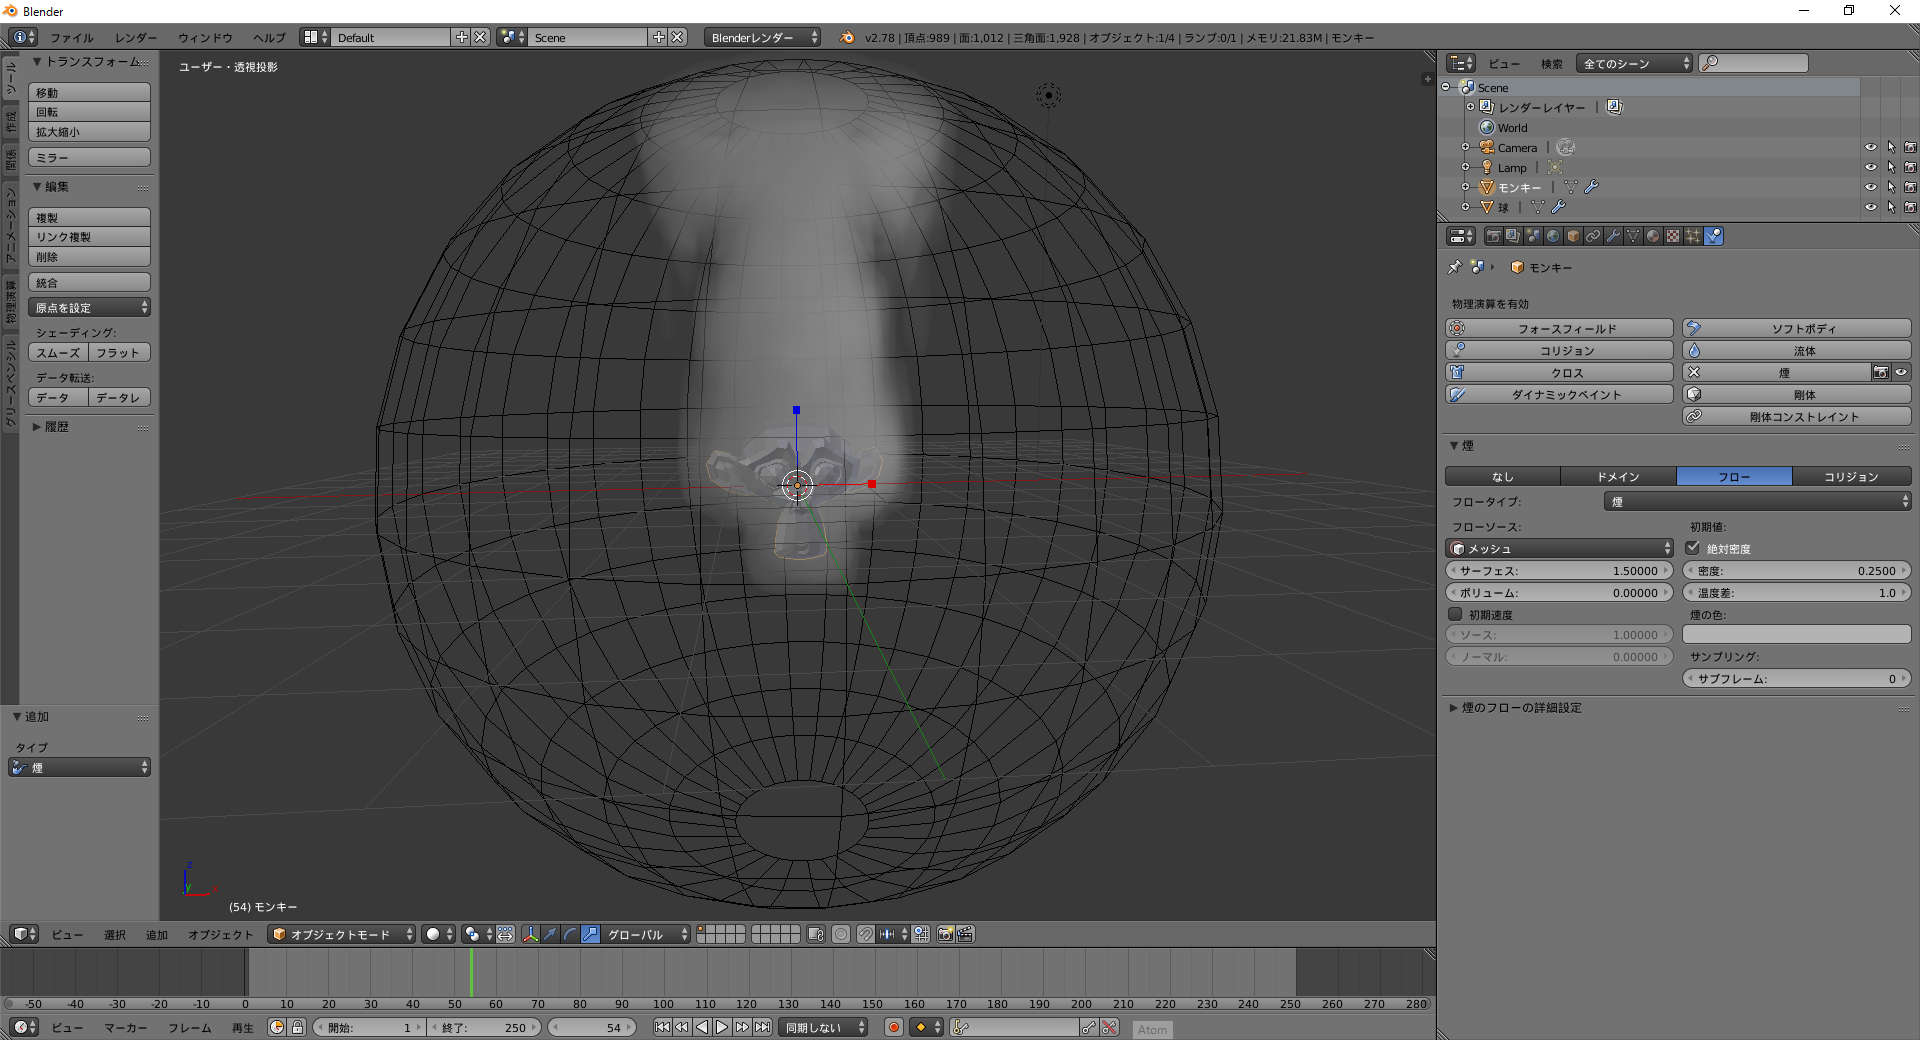 Blender
ファイル レンダー ウィンドウ ヘルプ Default Scene Blenderレンダー v2.78 | 頂点:989 | 面:1,012 | 三角面:1,928 | オブジェクト:1/4 | ランプ:0/1 | メモリ:21.83M | モンキー
ツール
作成
関係
アニメーション
物理演算
グリースペンシル
トランスフォーム
移動
回転
拡大縮小
ミラー
編集
複製
リンク複製
削除
統合
原点を設定
シェーディング:
スムーズ フラット
データ転送:
データ データレ
履歴
追加
タイプ
煙
ユーザー・透視投影
z
y
(54) モンキー
ビュー 選択 追加 オブジェクト オブジェクトモード グローバル
-50 -40 -30 -20 -10 0 10 20 30 40 50 60 70 80 90 100 110 120 130 140 150 160 170 180 190 200 210 220 230 240 250 260 270 280
ビュー マーカー フレーム 再生 開始: 1 終了: 250 54 同期しない Atom
ビュー 検索 全てのシーン
Scene
レンダーレイヤー |
World
Camera |
Lamp |
モンキー |
球 |
モンキー
物理演算を有効
フォースフィールド ソフトボディ
コリジョン 流体
クロス 煙
ダイナミックペイント 剛体
剛体コンストレイント
煙
なし ドメイン フロー コリジョン
フロータイプ: 煙
フローソース: 初期値:
メッシュ 絶対密度
サーフェス: 1.50000 密度: 0.2500
ボリューム: 0.00000 温度差: 1.0
初期速度 煙の色:
ソース: 1.00000
ノーマル: 0.00000 サンプリング:
サブフレーム: 0
煙のフローの詳細設定